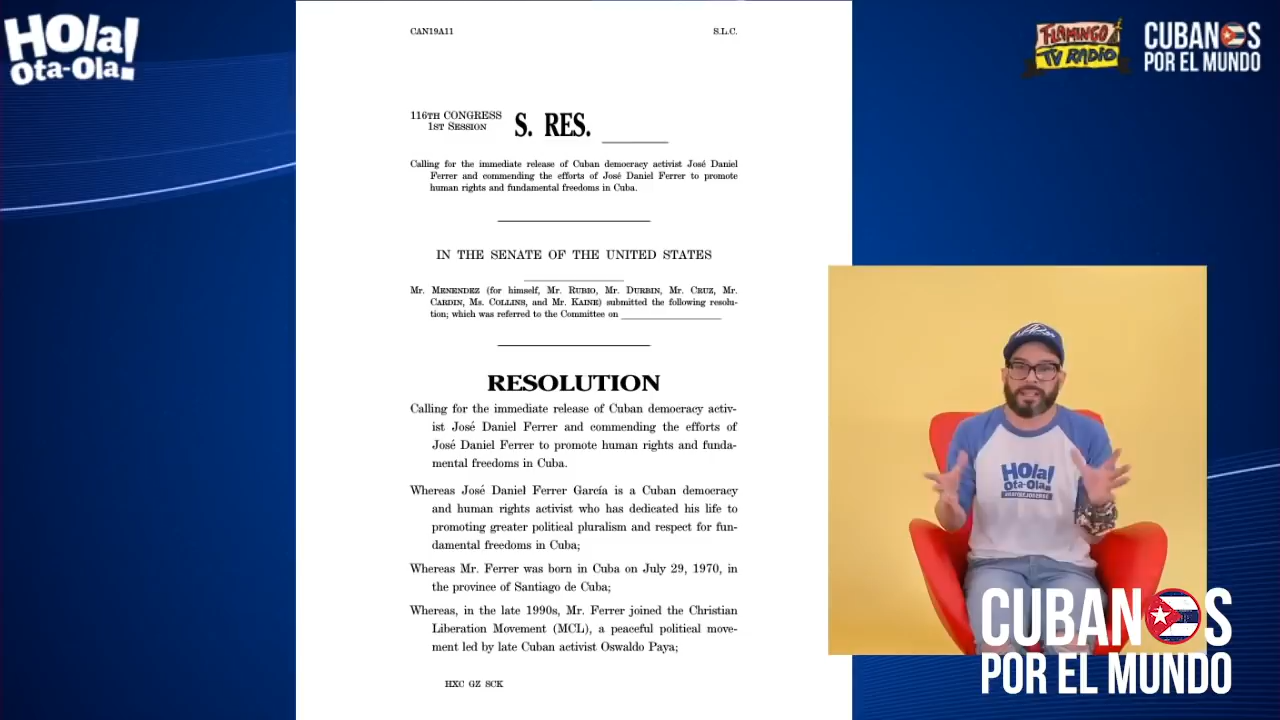 Hola!
Ota-Ola!
FLAMINGO
TV RADIO
CUBANOS
POR EL MUNDO
CAN19A11 S.L.C.
116TH CONGRESS
1ST SESSION
S. RES.
Calling for the immediate release of Cuban democracy activist José Daniel
Ferrer and commending the efforts of José Daniel Ferrer to promote
human rights and fundamental freedoms in Cuba.
IN THE SENATE OF THE UNITED STATES
Mr. MENENDEZ (for himself, Mr. RUBIO, Mr. DURBIN, Mr. CRUZ, Mr.
CARDIN, Ms. COLLINS, and Mr. KAINE) submitted the following resolu-
tion; which was referred to the Committee on
RESOLUTION
Calling for the immediate release of Cuban democracy activ-
ist José Daniel Ferrer and commending the efforts of
José Daniel Ferrer to promote human rights and funda-
mental freedoms in Cuba.
Whereas José Daniel Ferrer García is a Cuban democracy
and human rights activist who has dedicated his life to
promoting greater political pluralism and respect for fun-
damental freedoms in Cuba;
Whereas Mr. Ferrer was born in Cuba on July 29, 1970, in
the province of Santiago de Cuba;
Whereas, in the late 1990s, Mr. Ferrer joined the Christian
Liberation Movement (MCL), a peaceful political move-
ment led by late Cuban activist Oswaldo Paya;
HXC GZ SCK
Hola!
Ota-Ola!
CUBANOS
POR EL MUNDO